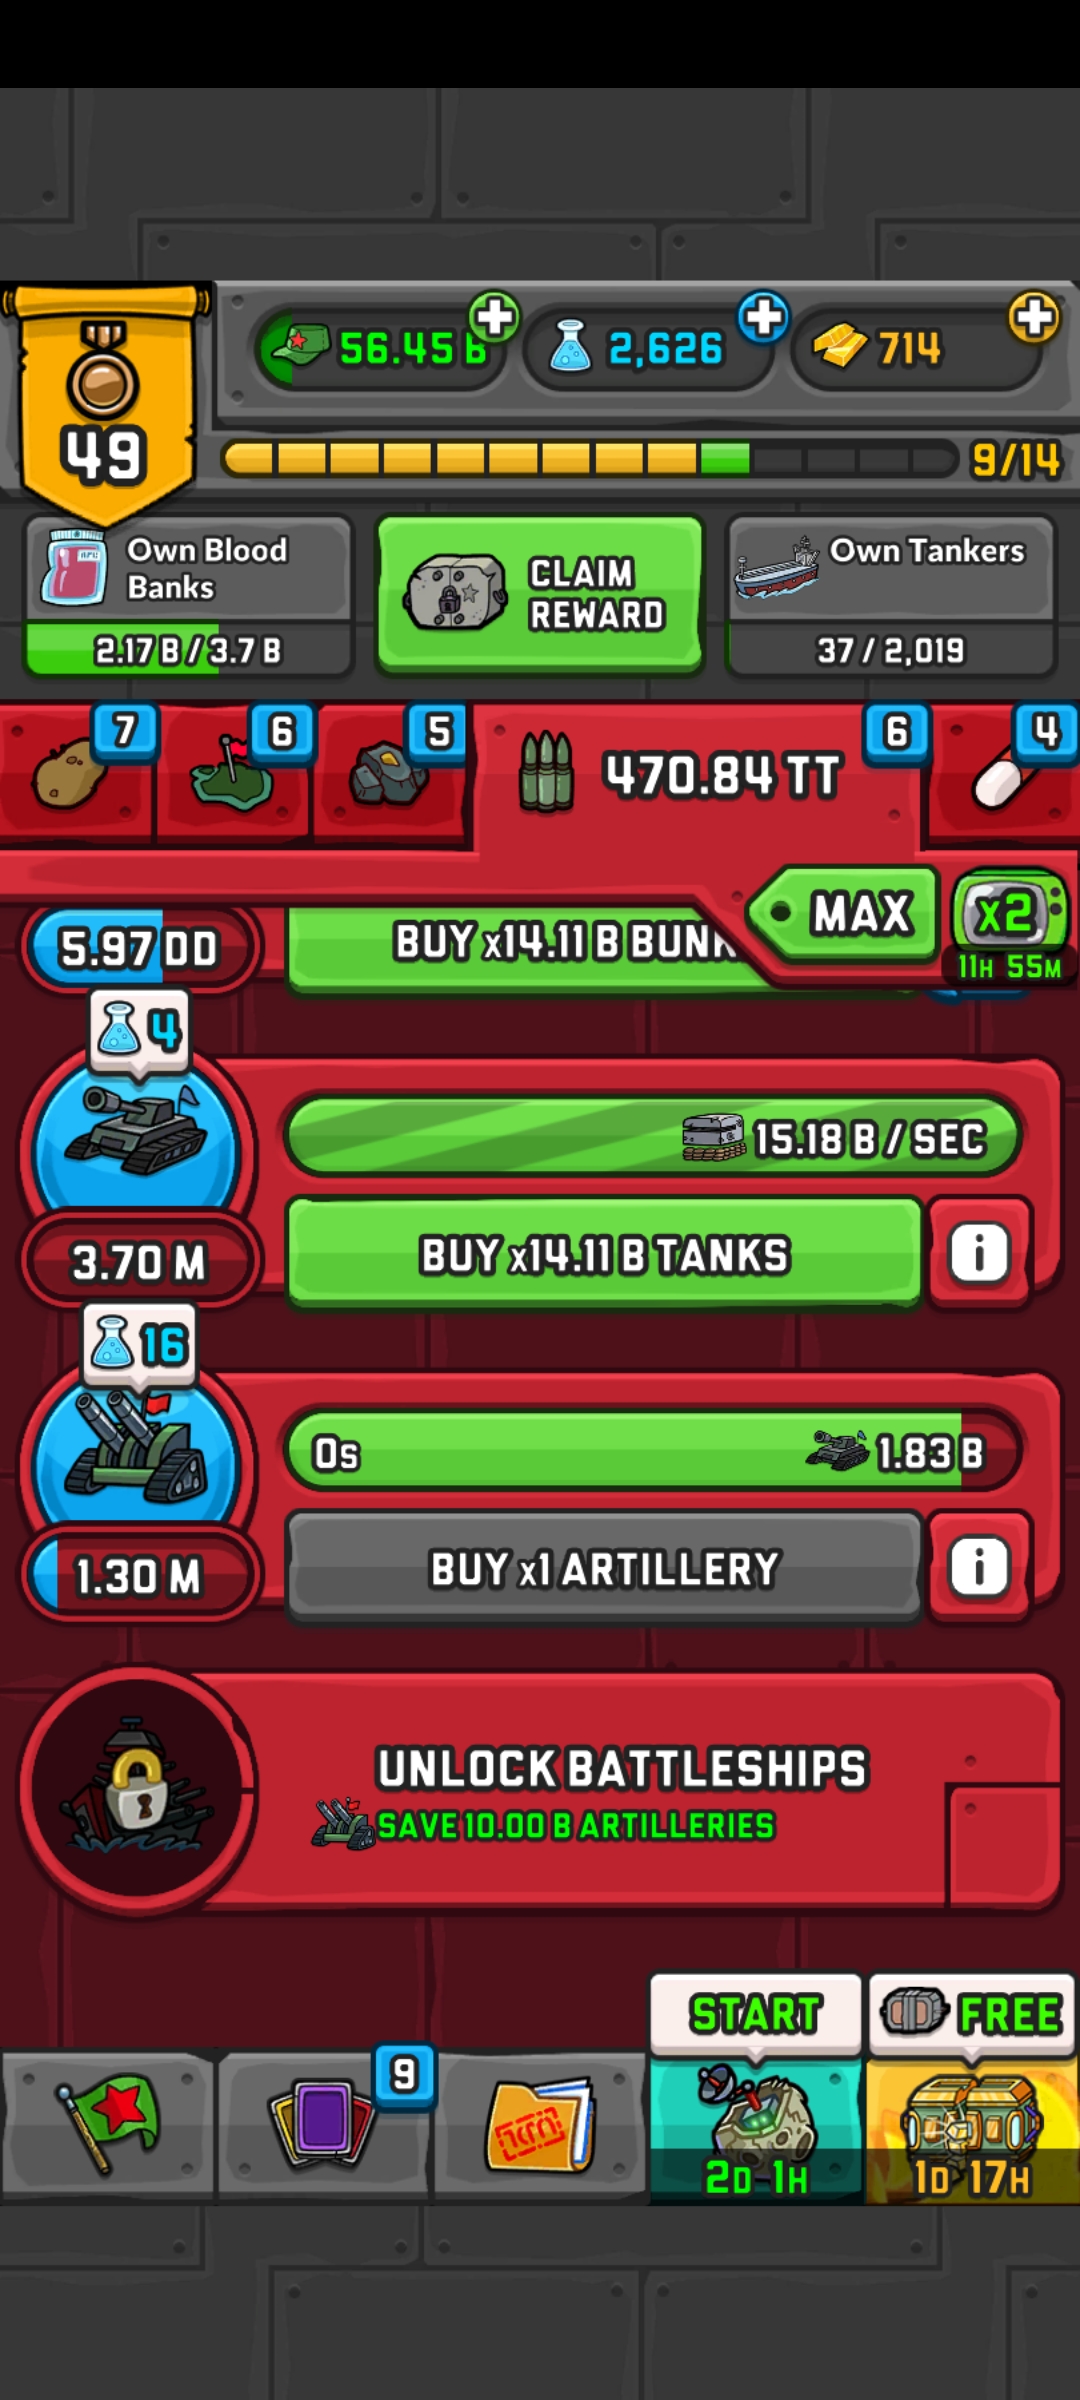 56.45 B
2,626
714
49
9/14
Own Blood
Banks
2.17 B / 3.7 B
CLAIM
REWARD
Own Tankers
37 / 2,019
7
6
5
470.84 TT
6
4
MAX
x2
11H 55M
5.97 DD
BUY x14.11 B BUNK
4
15.18 B / SEC
3.70 M
BUY x14.11 B TANKS
i
16
0s
1.83 B
1.30 M
BUY x1 ARTILLERY
i
UNLOCK BATTLESHIPS
SAVE 10.00 B ARTILLERIES
START
FREE
9
2D 1H
1D 17H